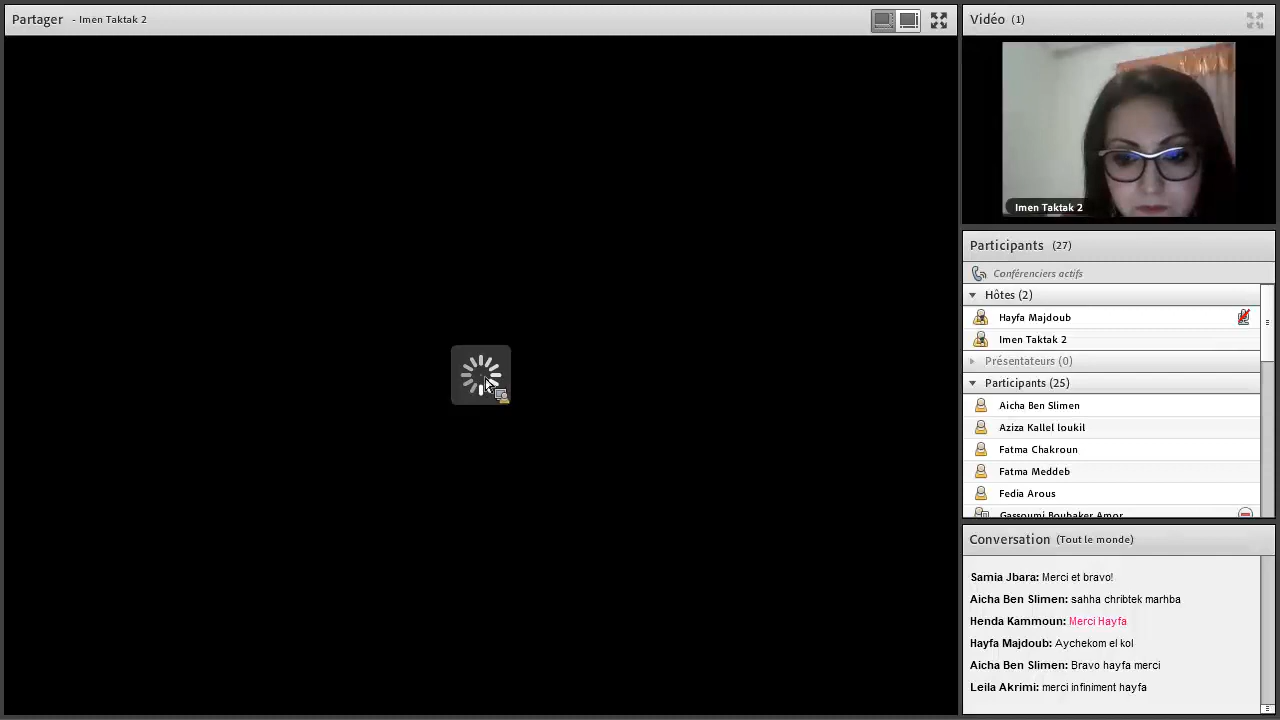 Partager - Imen Taktak 2
Vidéo (1)
Imen Taktak 2
Participants (27)
Conférenciers actifs
Hôtes (2)
Hayfa Majdoub
Imen Taktak 2
Présentateurs (0)
Participants (25)
Aicha Ben Slimen
Aziza Kallel loukil
Fatma Chakroun
Fatma Meddeb
Fedia Arous
Gassoumi Boubaker Amor
Conversation (Tout le monde)
Samia Jbara: Merci et bravo!
Aicha Ben Slimen: sahha chribtek marhba
Henda Kammoun: Merci Hayfa
Hayfa Majdoub: Aychekom el kol
Aicha Ben Slimen: Bravo hayfa merci
Leila Akrimi: merci infiniment hayfa